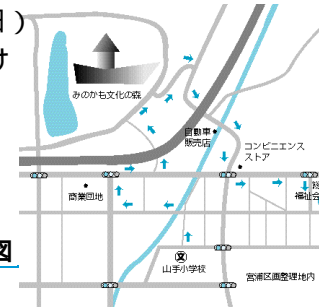 日)
け
みのかも文化の森
自動車
販売店
コンビニエンス
ストア
商業団地
福祉会
文
山手小学校
図
宮浦区画整理地内